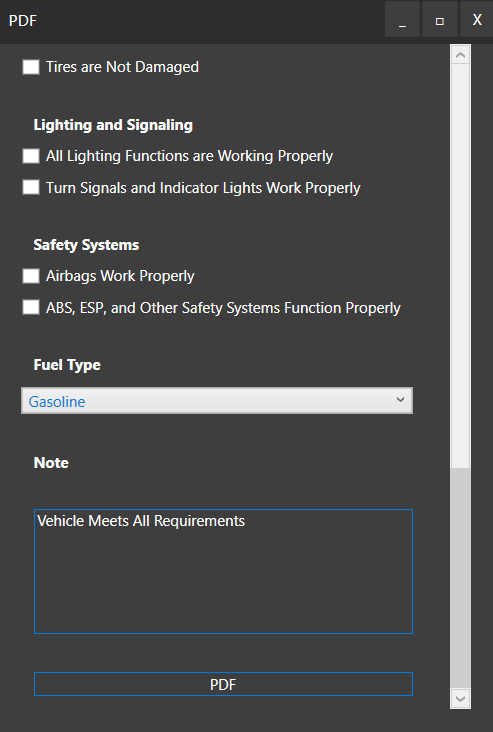 PDF
_ □ X
Tires are Not Damaged
Lighting and Signaling
All Lighting Functions are Working Properly
Turn Signals and Indicator Lights Work Properly
Safety Systems
Airbags Work Properly
ABS, ESP, and Other Safety Systems Function Properly
Fuel Type
Gasoline
Note
Vehicle Meets All Requirements
PDF